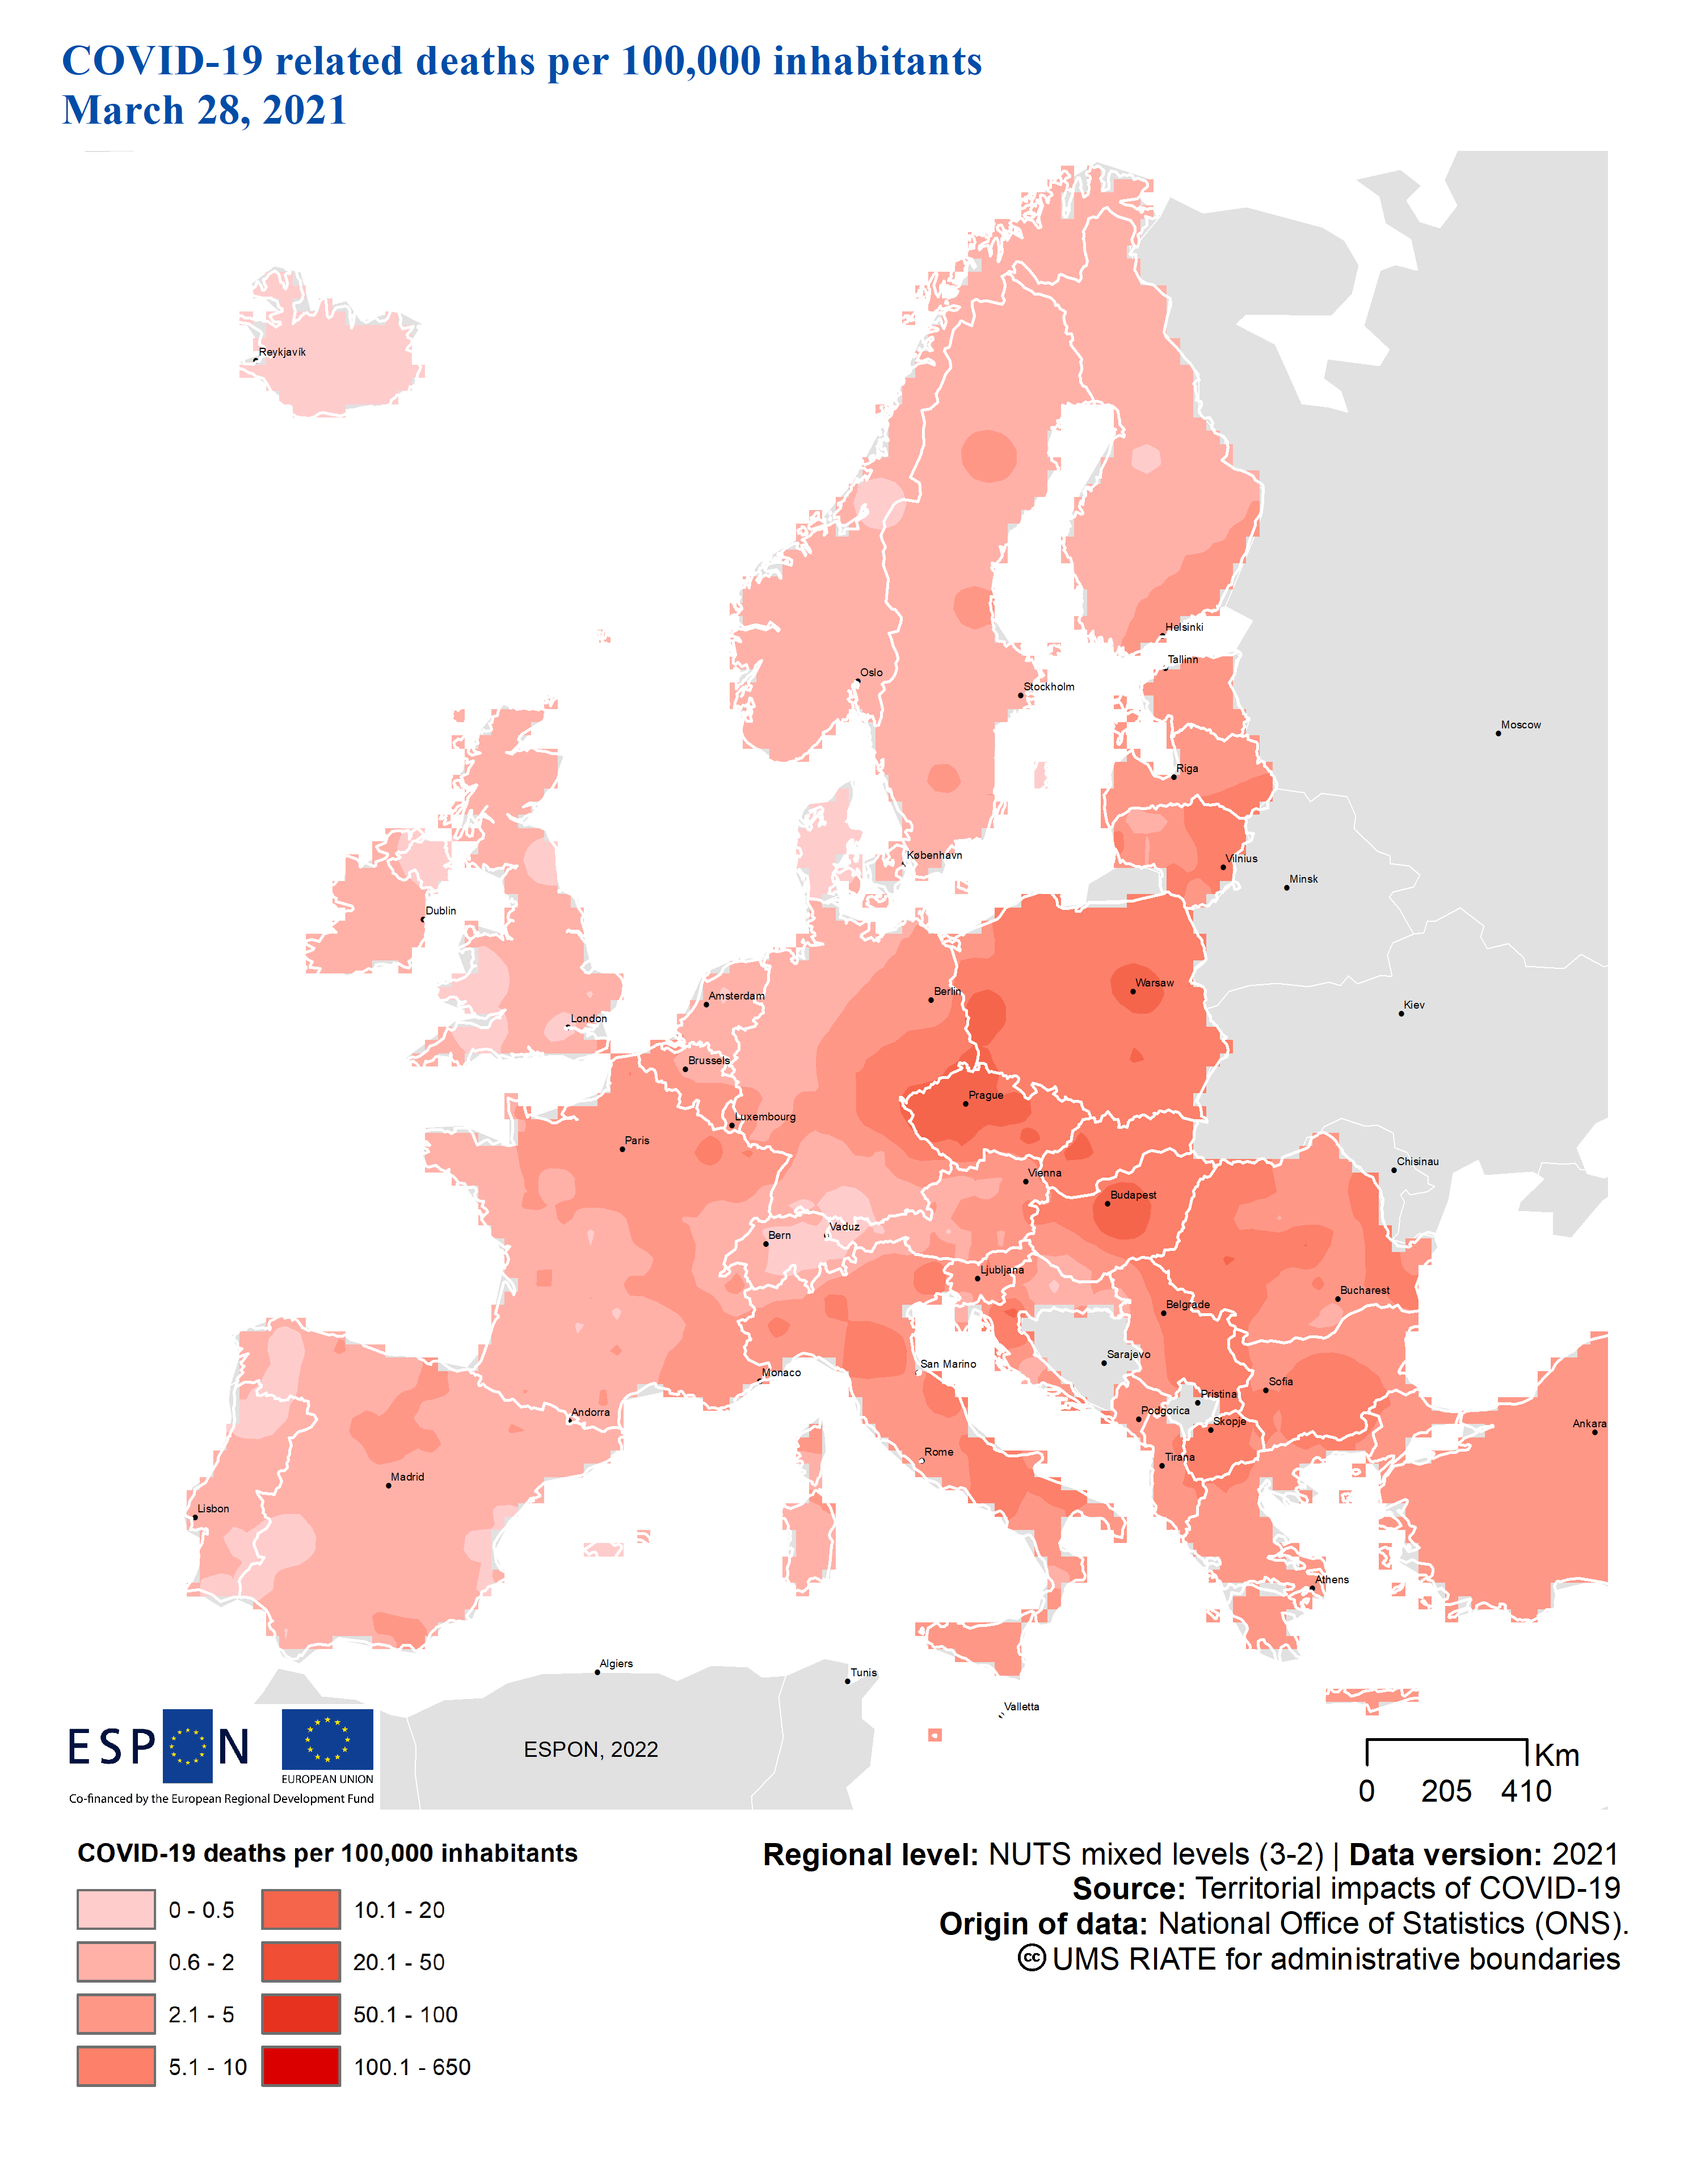 COVID-19 related deaths per 100,000 inhabitants
March 28, 2021
Reykjavík
Helsinki
Tallinn
Oslo
Stockholm
Moscow
Riga
København
Vilnius
Minsk
Dublin
Berlin
Warsaw
Amsterdam
Kiev
London
Brussels
Prague
Luxembourg
Paris
Chisinau
Vienna
Budapest
Vaduz
Bern
Ljubljana
Bucharest
Belgrade
Sarajevo
San Marino
Monaco
Sofia
Pristina
Andorra
Podgorica
Skopje
Ankara
Rome
Tirana
Madrid
Lisbon
Athens
Algiers
Tunis
Valletta
ESPON
EUROPEAN UNION
Co-financed by the European Regional Development Fund
ESPON, 2022
Km
0 205 410
COVID-19 deaths per 100,000 inhabitants
0 - 0.5
0.6 - 2
2.1 - 5
5.1 - 10
10.1 - 20
20.1 - 50
50.1 - 100
100.1 - 650
Regional level: NUTS mixed levels (3-2) | Data version: 2021
Source: Territorial impacts of COVID-19
Origin of data: National Office of Statistics (ONS).
cc UMS RIATE for administrative boundaries